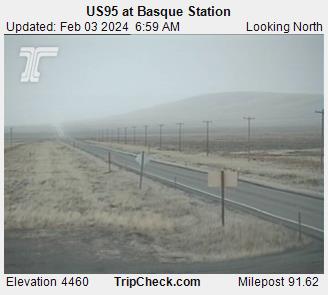 US95 at Basque Station
Updated: Feb 03 2024 6:59 AM Looking North
Elevation 4460 TripCheck.com Milepost 91.62